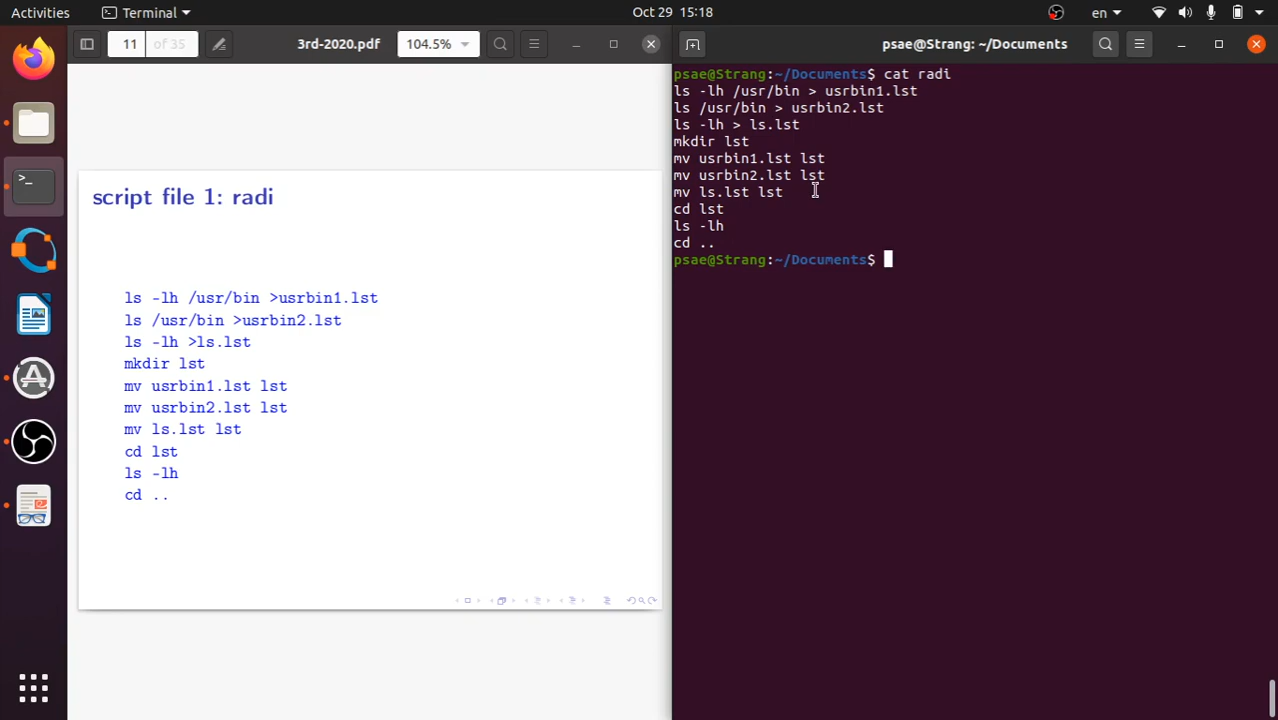 Activities
Terminal
Oct 29 15:18
en
11
of 35
3rd-2020.pdf
104.5%
script file 1: radi
ls -lh /usr/bin >usrbin1.lst
ls /usr/bin >usrbin2.lst
ls -lh >ls.lst
mkdir lst
mv usrbin1.lst lst
mv usrbin2.lst lst
mv ls.lst lst
cd lst
ls -lh
cd ..
psae@Strang: ~/Documents
psae@Strang:~/Documents$ cat radi
ls -lh /usr/bin > usrbin1.lst
ls /usr/bin > usrbin2.lst
ls -lh > ls.lst
mkdir lst
mv usrbin1.lst lst
mv usrbin2.lst lst
mv ls.lst lst
cd lst
ls -lh
cd ..
psae@Strang:~/Documents$